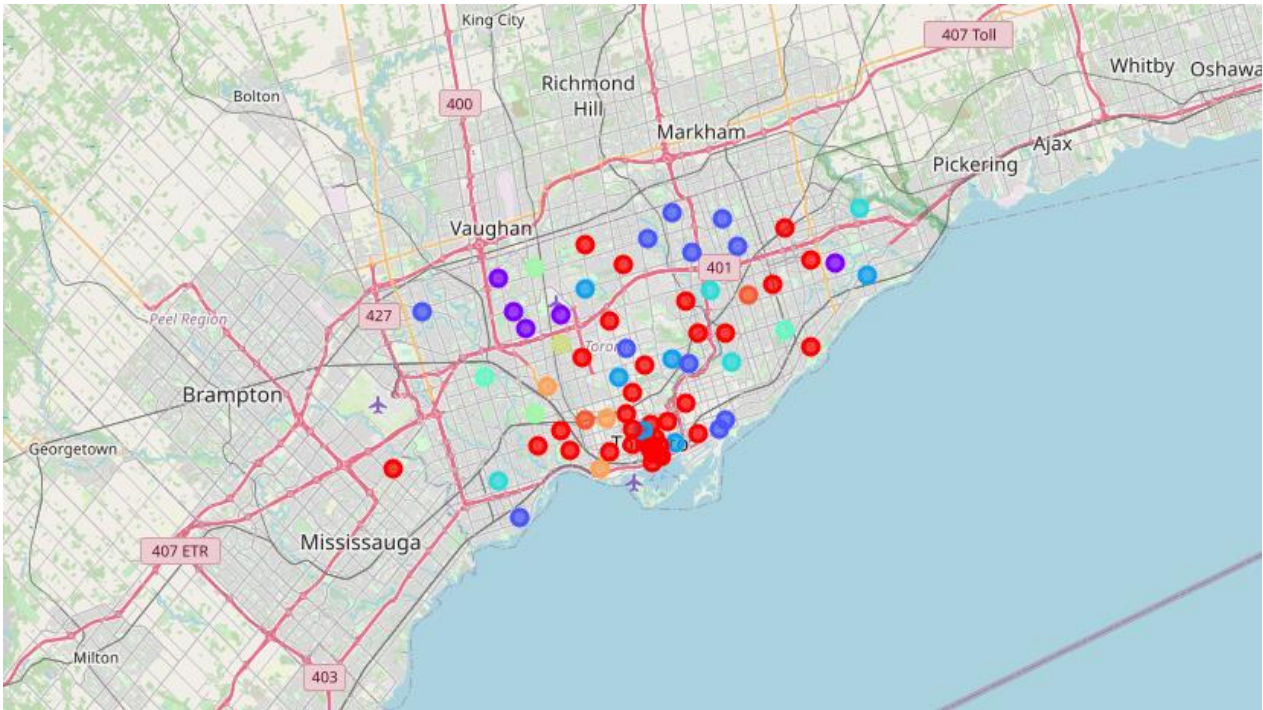 King City
407 Toll
Whitby
Oshawa
Richmond
Hill
Bolton
400
Markham
Ajax
Pickering
Vaughan
401
427
Peel Region
Brampton
Georgetown
Mississauga
407 ETR
Milton
403